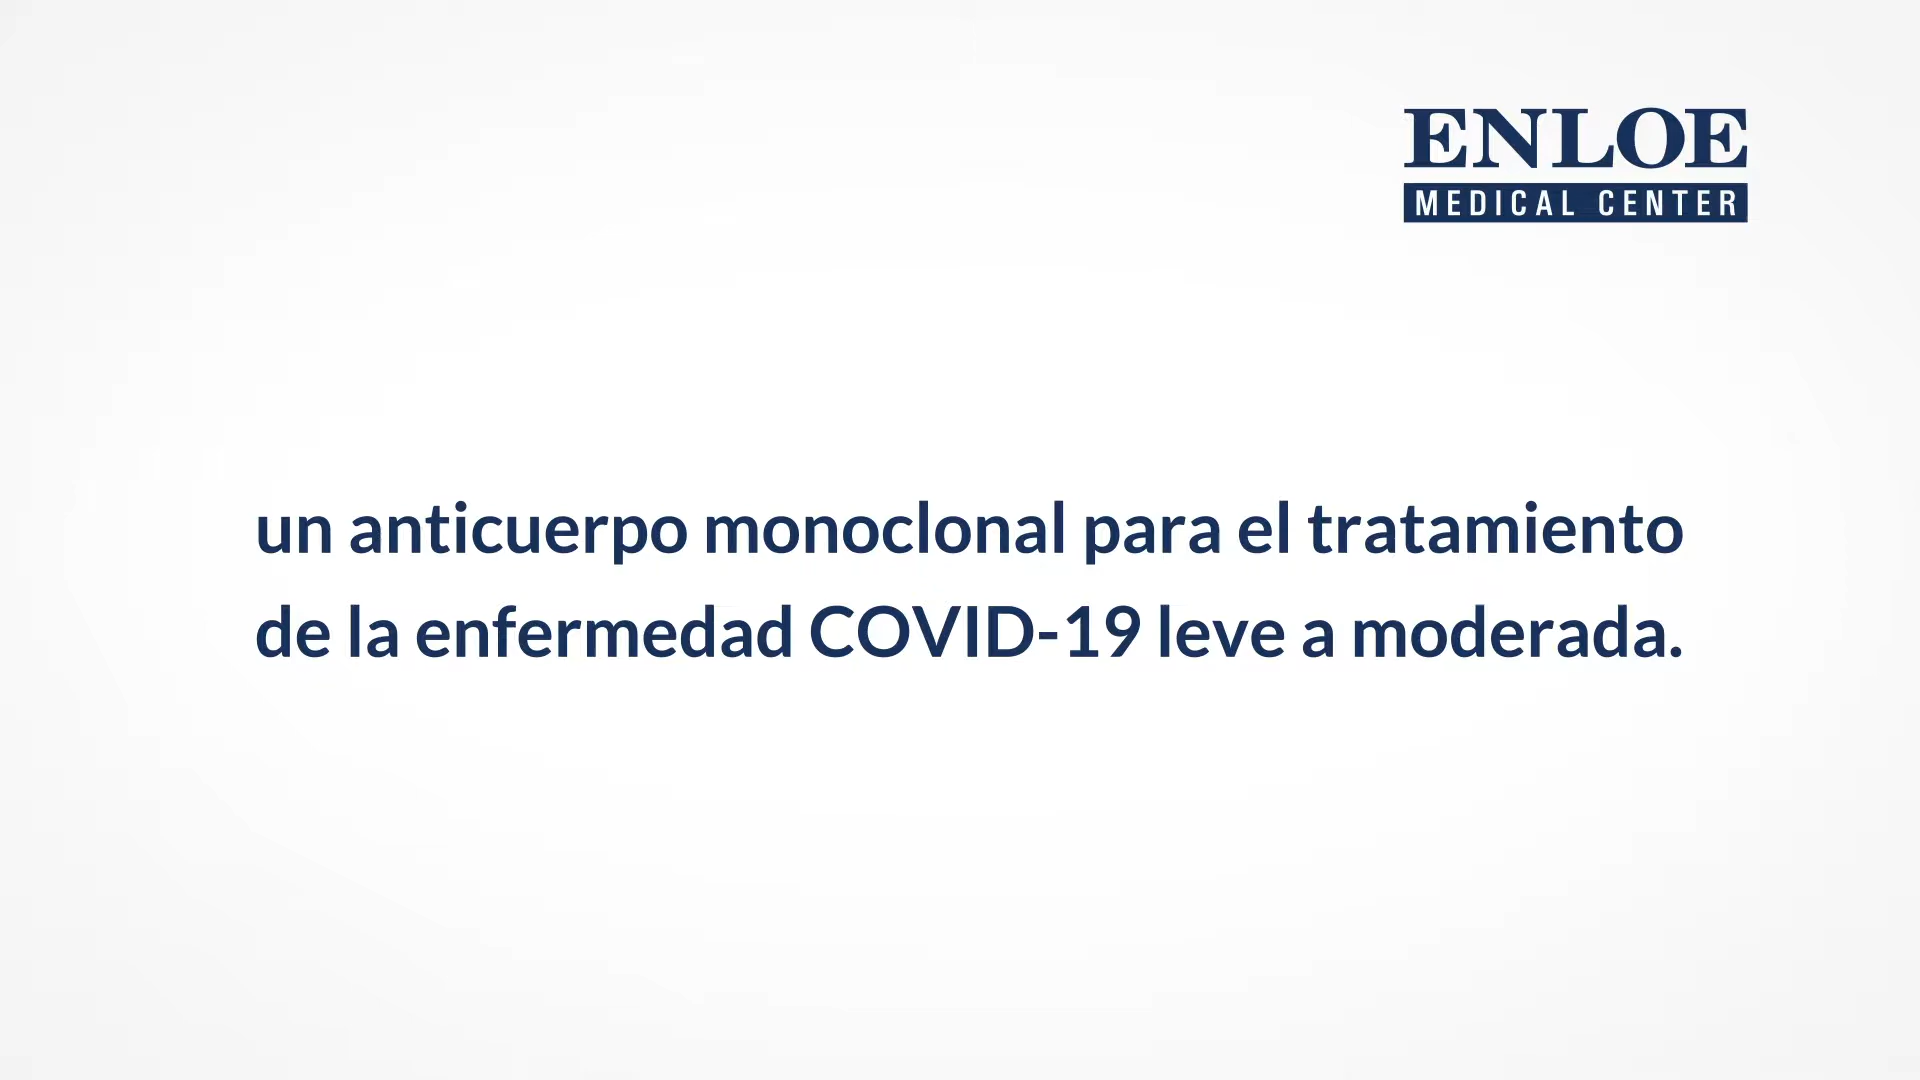 ENLOE
MEDICAL CENTER
un anticuerpo monoclonal para el tratamiento
de la enfermedad COVID-19 leve a moderada.